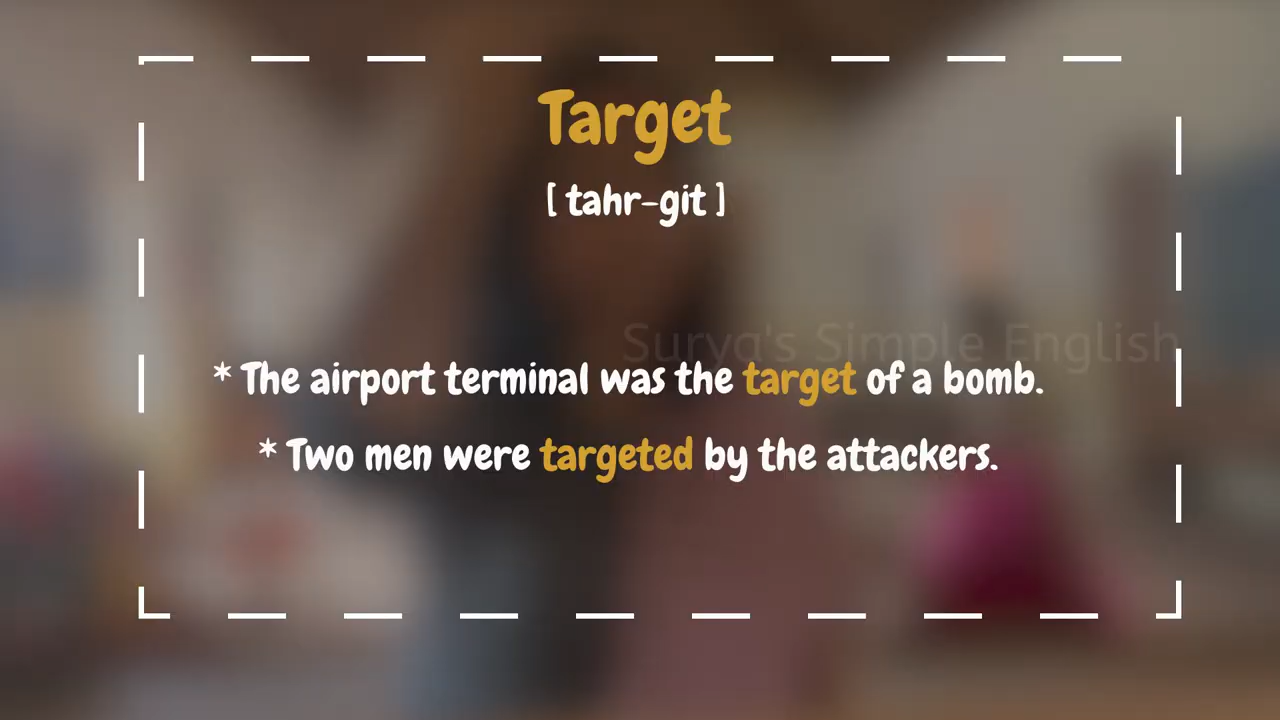 Target
[ tahr-git ]
Surya's Simple English
* The airport terminal was the target of a bomb.
* Two men were targeted by the attackers.